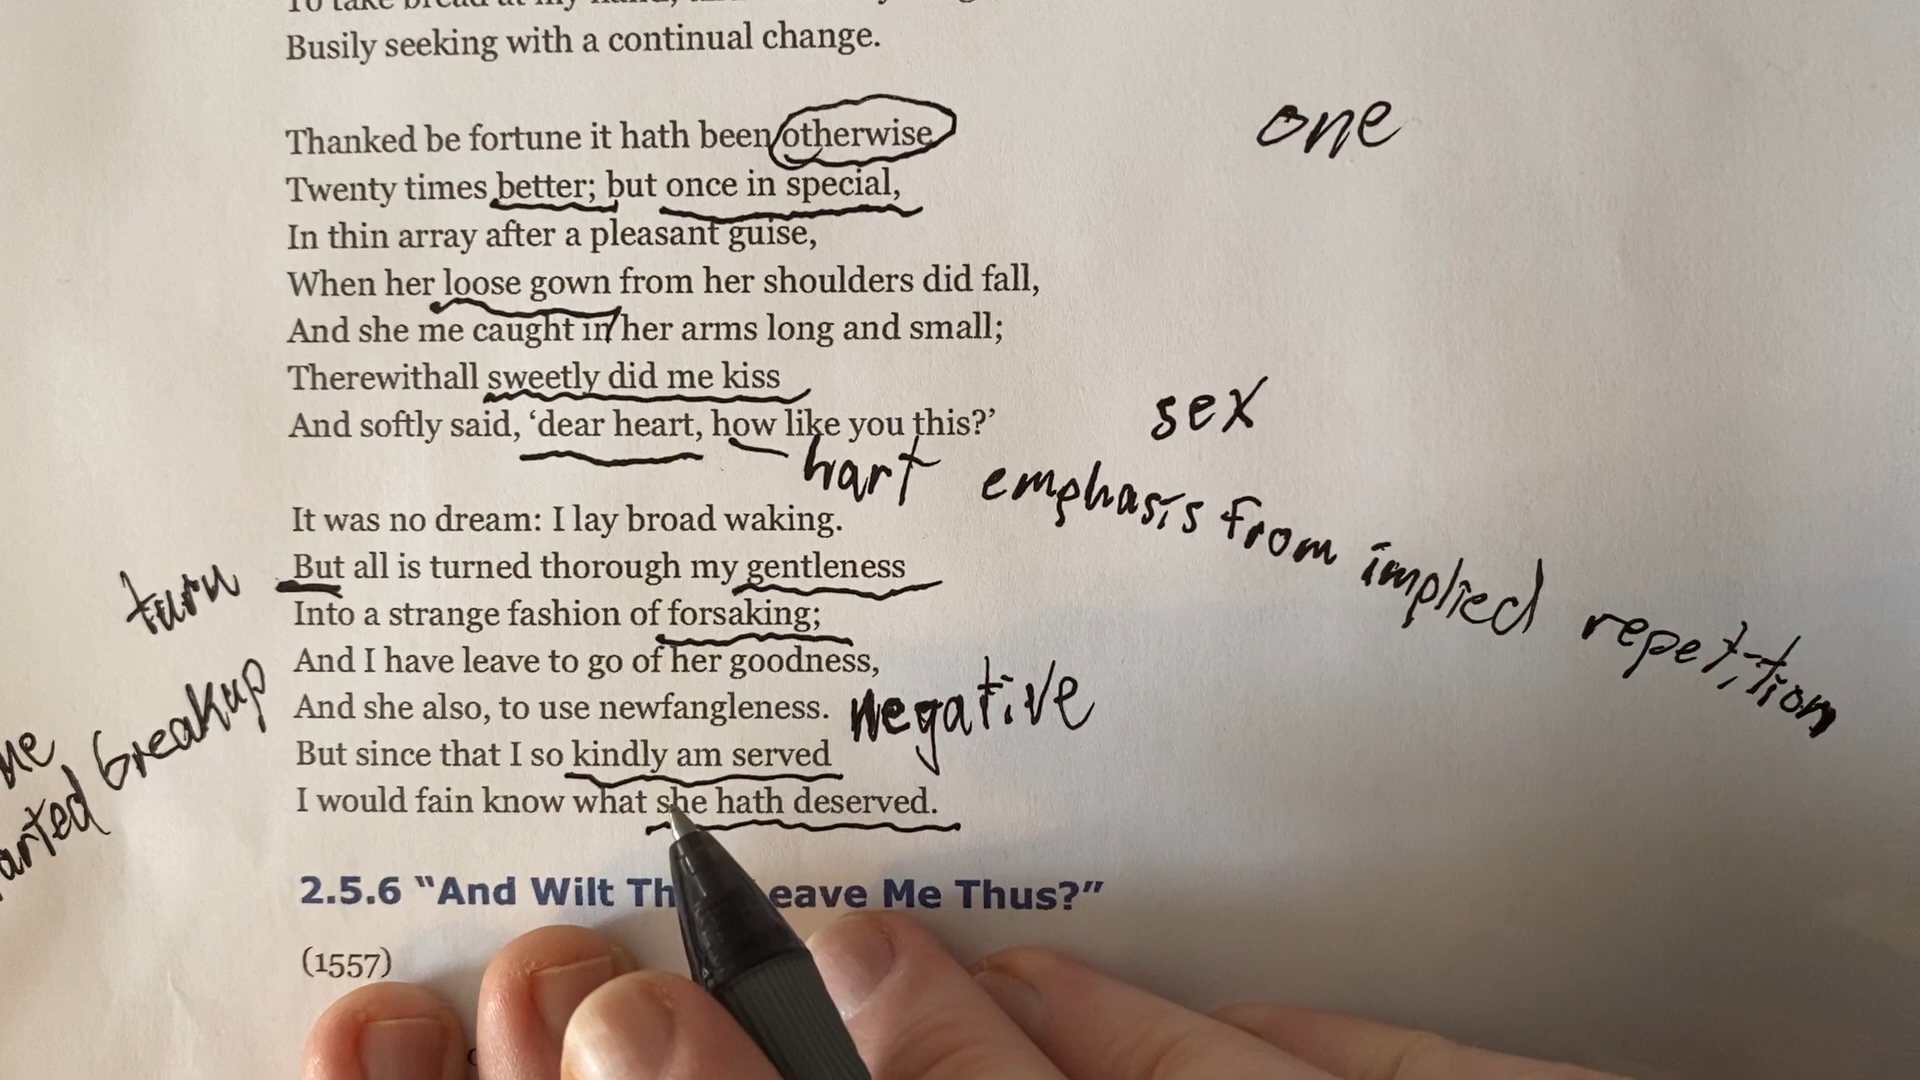 Busily seeking with a continual change.
Thanked be fortune it hath been otherwise
one
Twenty times better; but once in special,
In thin array after a pleasant guise,
When her loose gown from her shoulders did fall,
And she me caught in her arms long and small;
Therewithall sweetly did me kiss
sex
And softly said, ‘dear heart, how like you this?’
hart emphasis from implied repetition
It was no dream: I lay broad waking.
turn
But all is turned thorough my gentleness
Into a strange fashion of forsaking;
And I have leave to go of her goodness,
And she also, to use newfangleness.
negative
breakup
But since that I so kindly am served
I would fain know what she hath deserved.
2.5.6 “And Wilt Th eave Me Thus?”
(1557)